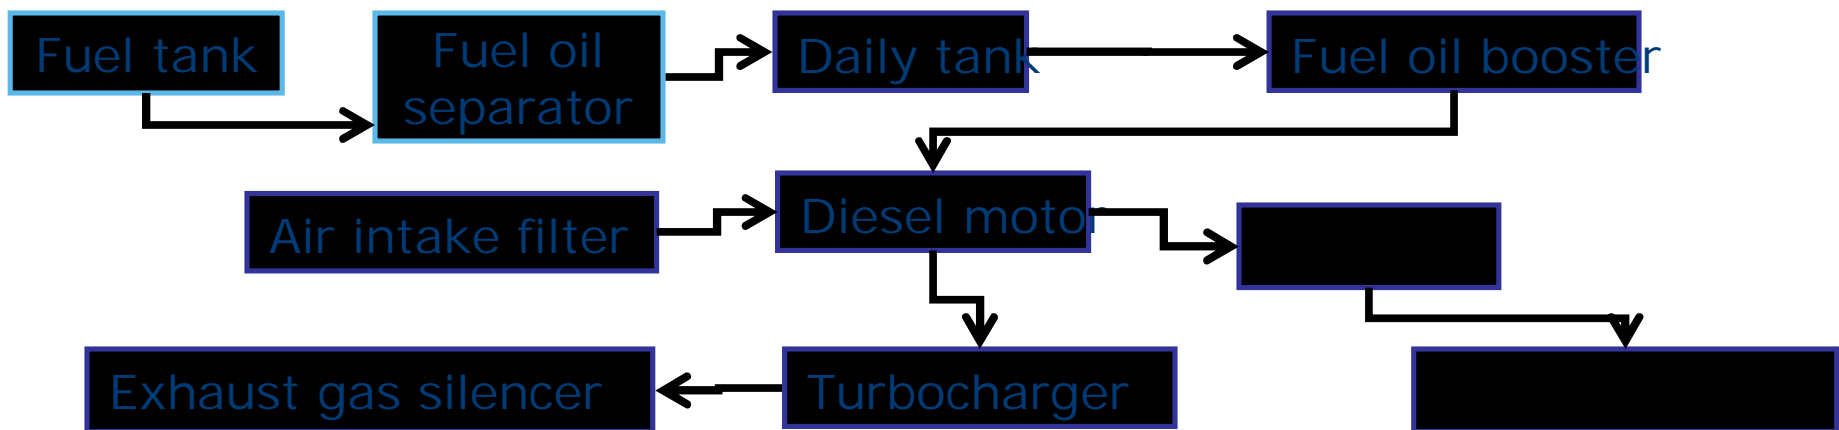 Fuel tank
Fuel oil
separator
Daily tank
Fuel oil booster
Air intake filter
Diesel motor
Exhaust gas silencer
Turbocharger